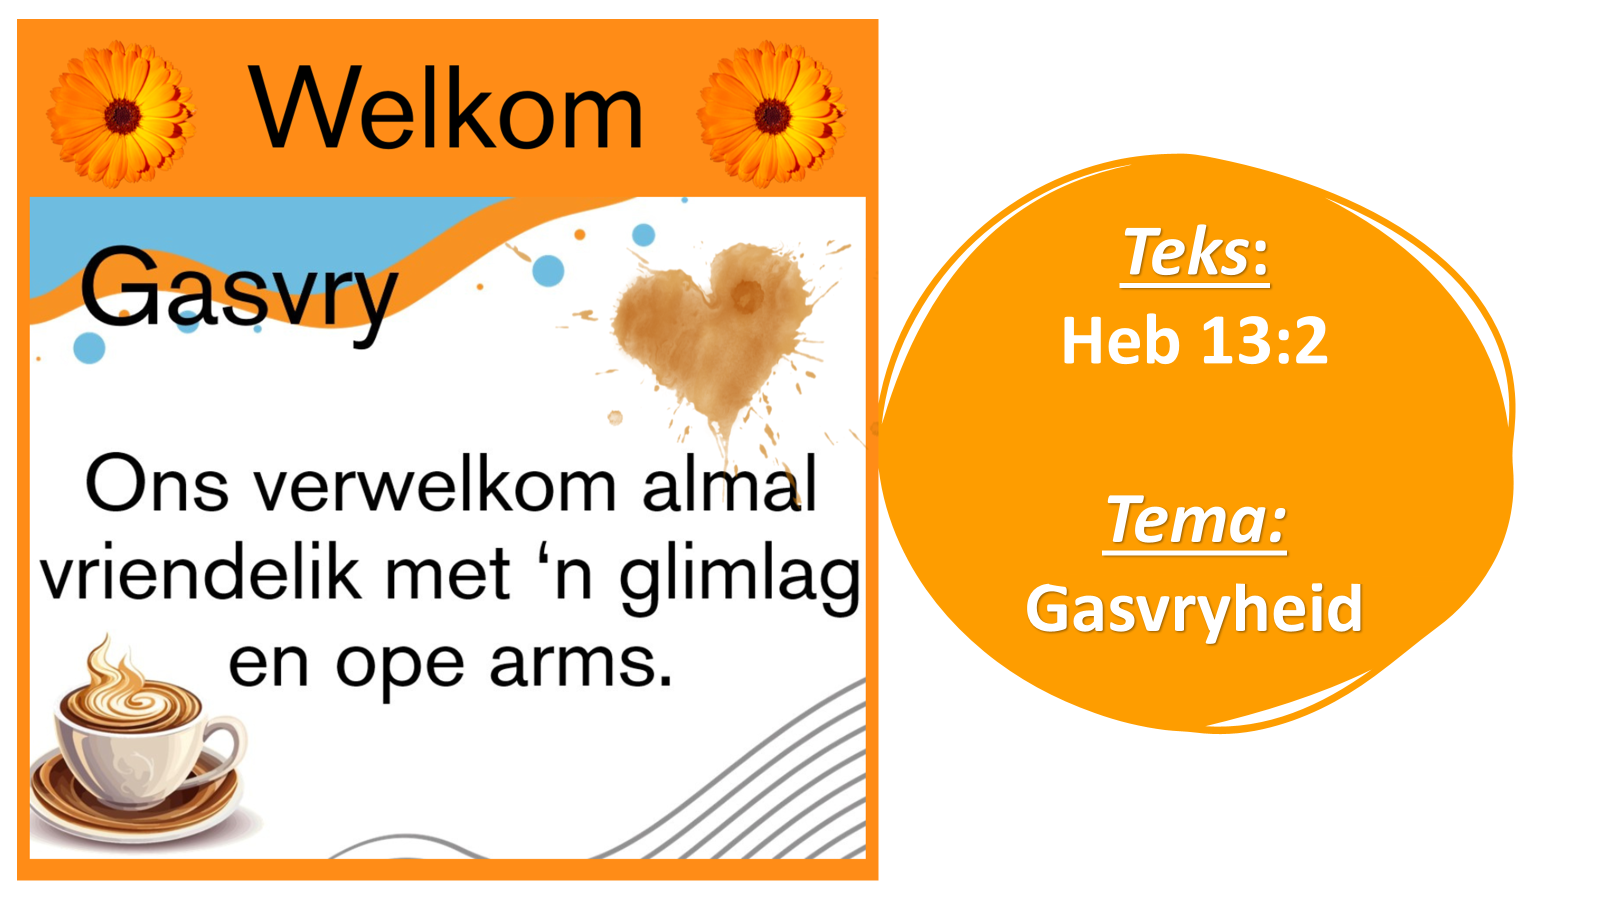 Welkom
Gasvry
Ons verwelkom almal
vriendelik met ‘n glimlag
en ope arms.
Teks:
Heb 13:2
Tema:
Gasvryheid